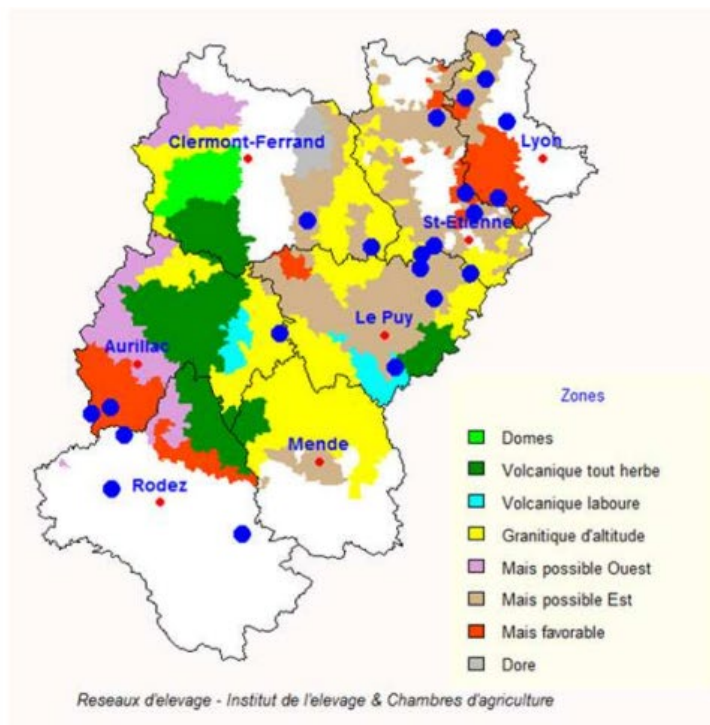 Clermont-Ferrand
Lyon
St-Etienne
Le Puy
Aurillac
Mende
Rodez
Zones
Domes
Volcanique tout herbe
Volcanique laboure
Granitique d'altitude
Mais possible Ouest
Mais possible Est
Mais favorable
Dore
Reseaux d'elevage - Institut de l'elevage & Chambres d'agriculture